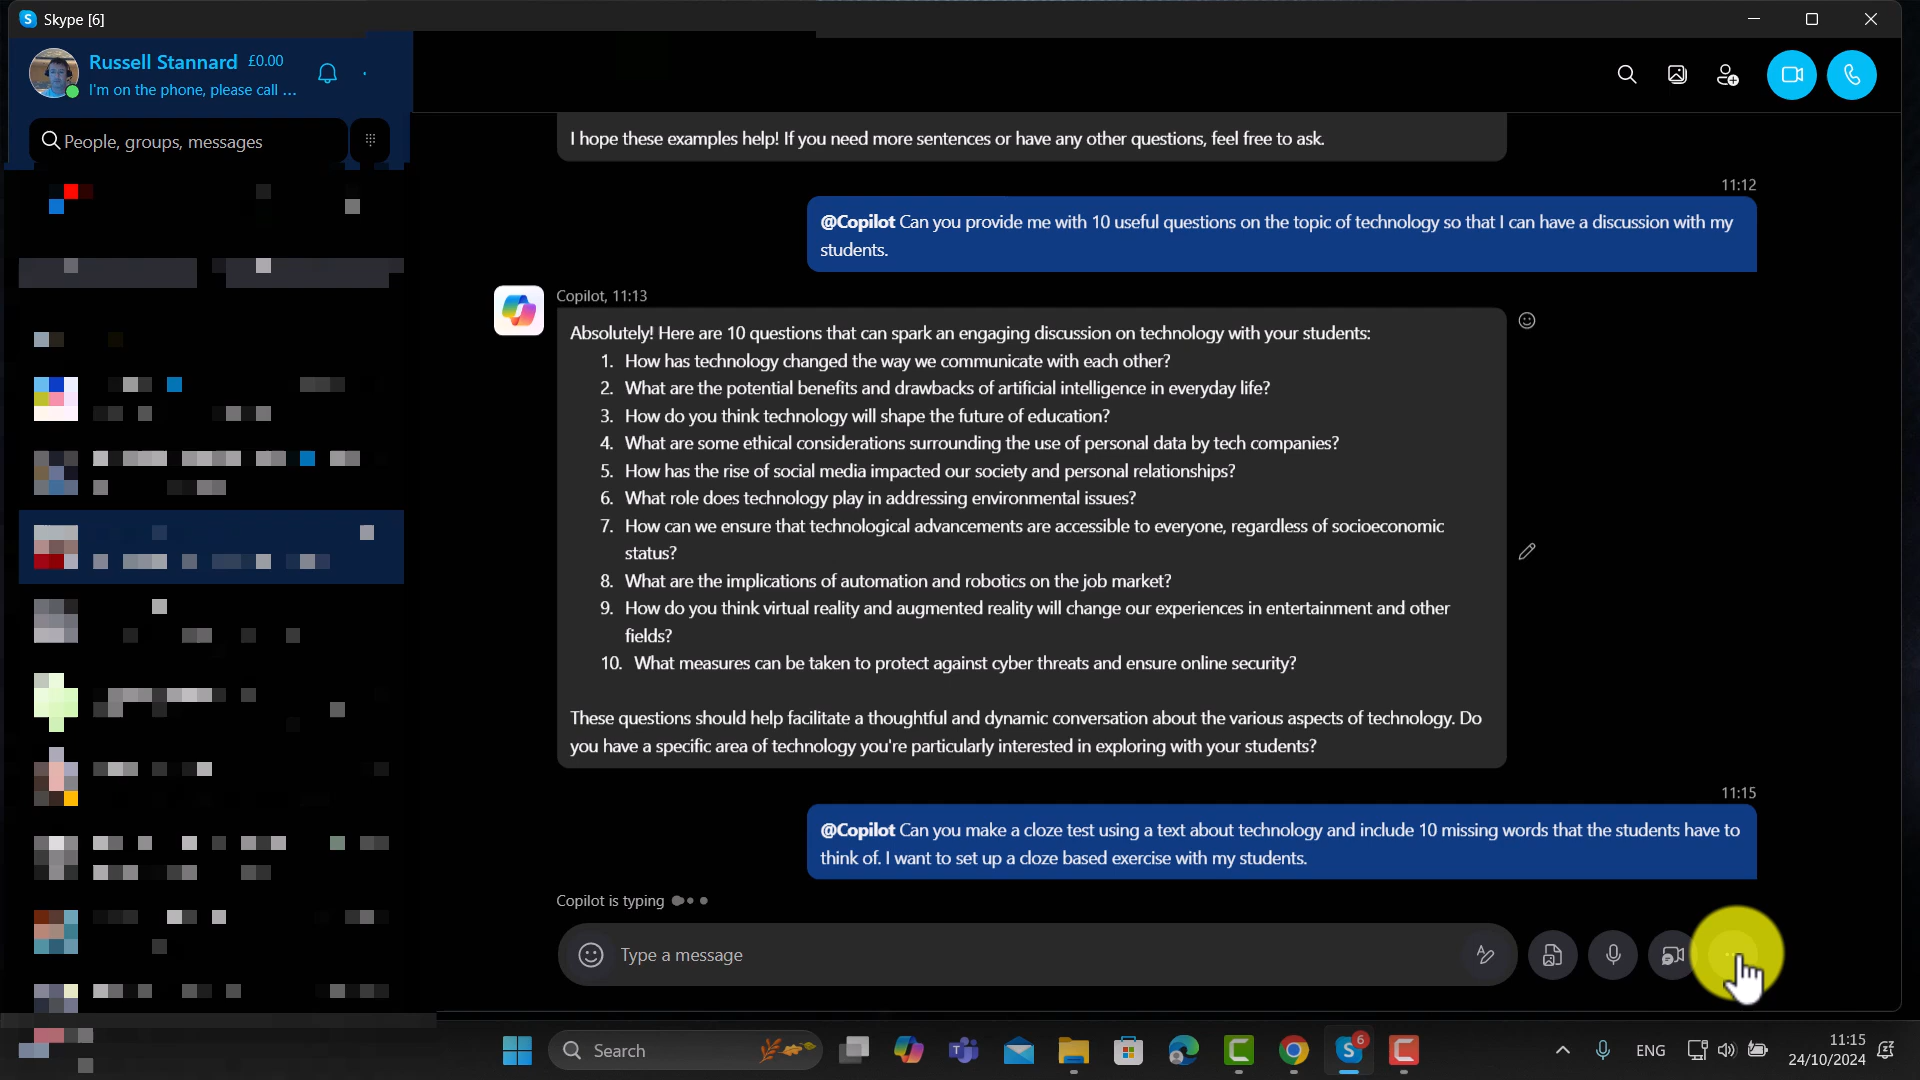 Skype [6]
Russell Stannard £0.00
I'm on the phone, please call ...
People, groups, messages
I hope these examples help! If you need more sentences or have any other questions, feel free to ask.
11:12
@Copilot Can you provide me with 10 useful questions on the topic of technology so that I can have a discussion with my
students.
Copilot, 11:13
Absolutely! Here are 10 questions that can spark an engaging discussion on technology with your students:
1. How has technology changed the way we communicate with each other?
2. What are the potential benefits and drawbacks of artificial intelligence in everyday life?
3. How do you think technology will shape the future of education?
4. What are some ethical considerations surrounding the use of personal data by tech companies?
5. How has the rise of social media impacted our society and personal relationships?
6. What role does technology play in addressing environmental issues?
7. How can we ensure that technological advancements are accessible to everyone, regardless of socioeconomic
status?
8. What are the implications of automation and robotics on the job market?
9. How do you think virtual reality and augmented reality will change our experiences in entertainment and other
fields?
10. What measures can be taken to protect against cyber threats and ensure online security?
These questions should help facilitate a thoughtful and dynamic conversation about the various aspects of technology. Do
you have a specific area of technology you're particularly interested in exploring with your students?
11:15
@Copilot Can you make a cloze test using a text about technology and include 10 missing words that the students have to
think of. I want to set up a cloze based exercise with my students.
Copilot is typing
Type a message
Search
6
ENG
11:15
24/10/2024